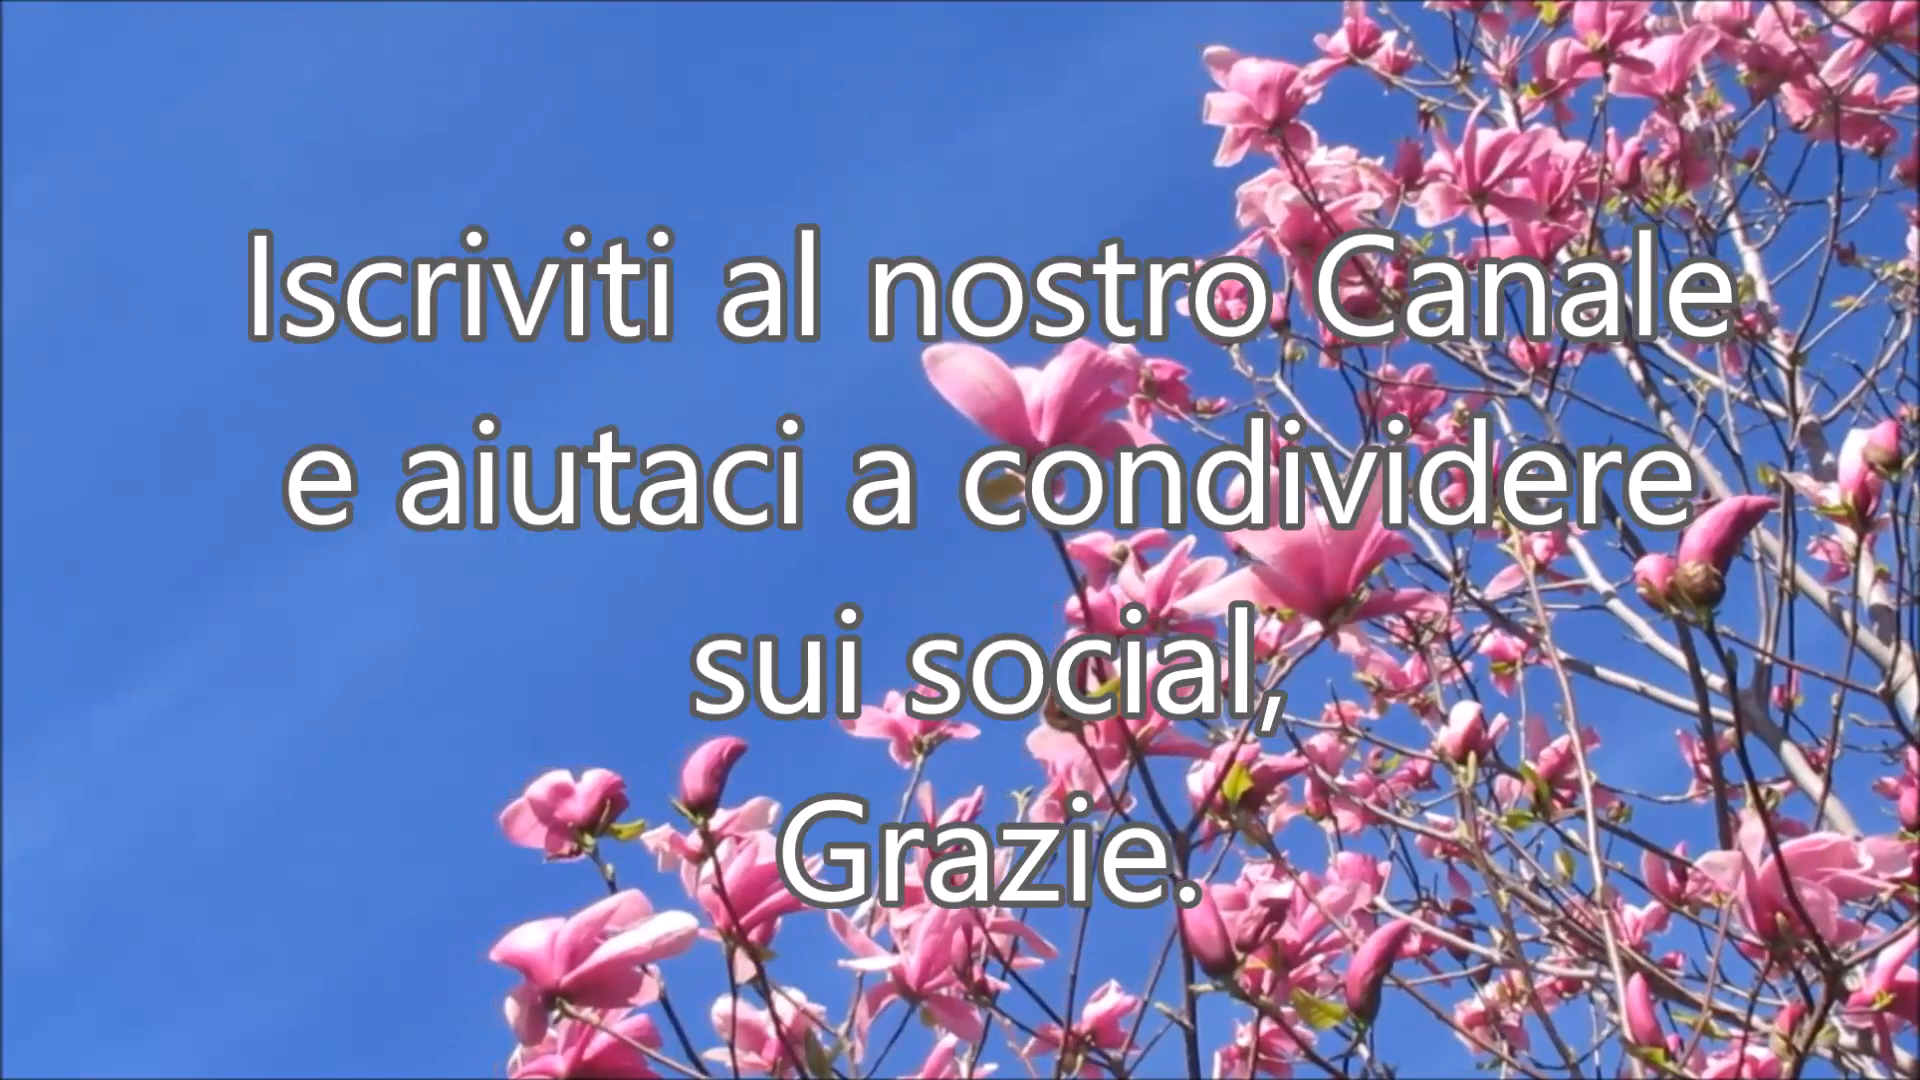 Iscriviti al nostro Canale
e aiutaci a condividere
sui social,
Grazie.